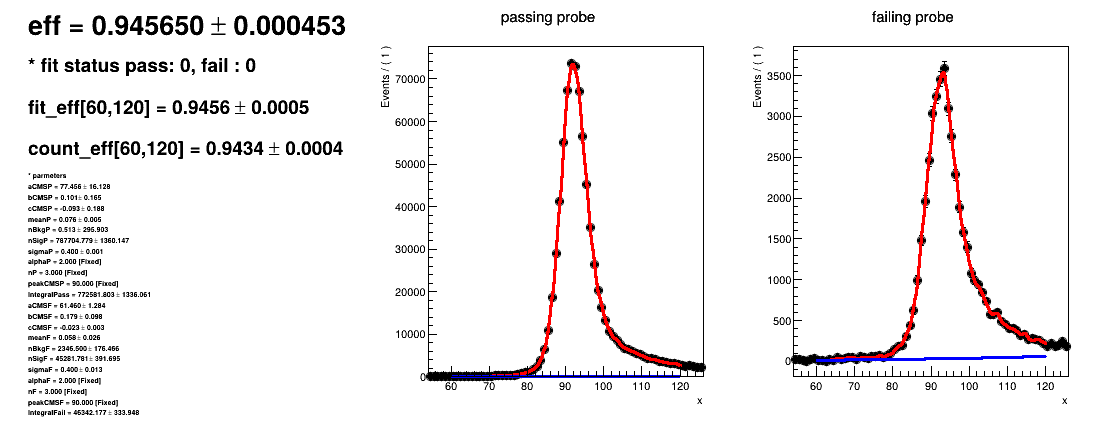 eff = 0.945650 ± 0.000453
* fit status pass: 0, fail : 0
fit_eff[60,120] = 0.9456 ± 0.0005
count_eff[60,120] = 0.9434 ± 0.0004
* parmeters
aCMSP = 77.456 ± 16.128
bCMSP = 0.101 ± 0.165
cCMSP = -0.093 ± 0.188
meanP = 0.076 ± 0.005
nBkgP = 0.513 ± 295.903
nSigP = 787704.779 ± 1360.147
sigmaP = 0.400 ± 0.001
alphaP = 2.000 [Fixed]
nP = 3.000 [Fixed]
peakCMSP = 90.000 [Fixed]
integralPass = 772581.803 ± 1336.061
aCMSF = 61.460 ± 1.284
bCMSF = 0.179 ± 0.098
cCMSF = -0.023 ± 0.003
meanF = 0.058 ± 0.026
nBkgF = 2346.500 ± 176.466
nSigF = 45281.781 ± 391.695
sigmaF = 0.400 ± 0.013
alphaF = 2.000 [Fixed]
nF = 3.000 [Fixed]
peakCMSF = 90.000 [Fixed]
integralFail = 46342.177 ± 333.948
passing probe
Events / ( 1 )
70000
60000
50000
40000
30000
20000
10000
0
60 70 80 90 100 110 120
x
failing probe
Events / ( 1 )
3500
3000
2500
2000
1500
1000
500
0
60 70 80 90 100 110 120
x